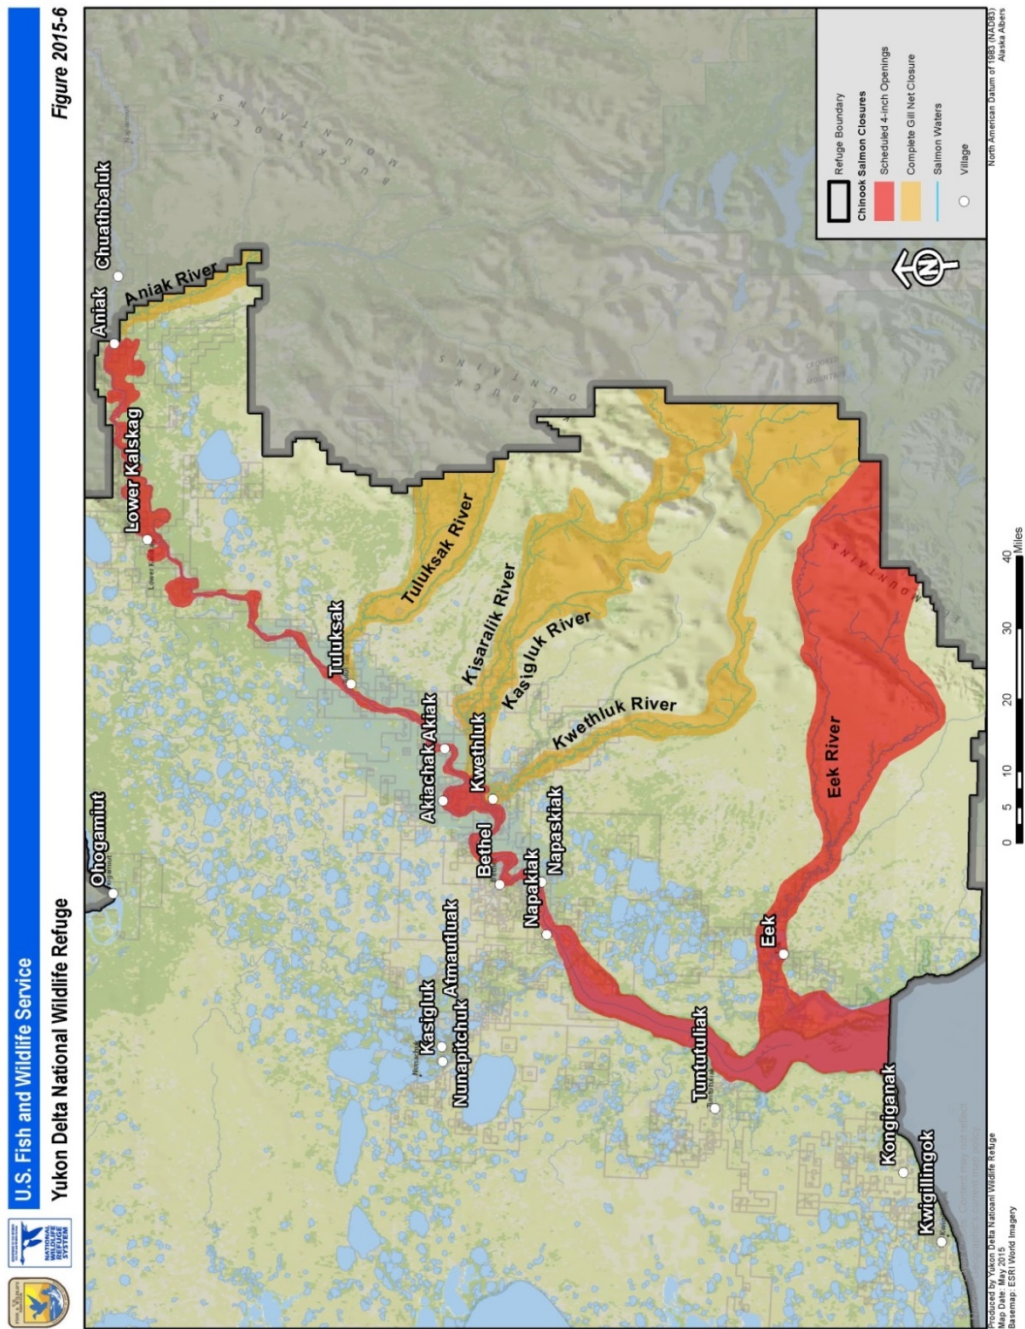 U.S. Fish and Wildlife Service
Yukon Delta National Wildlife Refuge
Figure 2015-6
NATIONAL
WILDLIFE
REFUGE
SYSTEM
Ohogamiut
Aniak
Chuathbaluk
Aniak River
Lower Kalskag
Tuluksak
Tuluksak River
Kisaralik River
Kasigluk River
Akiachak
Akiak
Kwethluk
Kwethluk River
Bethel
Napaskiak
Napakiak
Atmautluak
Kasigluk
Nunapitchuk
Eek River
Eek
Tuntutuliak
Kongiganak
Kwigillingok
Refuge Boundary
Chinook Salmon Closures
Scheduled 4-inch Openings
Complete Gill Net Closure
Salmon Waters
Village
N
0 5 10 20 30 40
Miles
Produced by Yukon Delta Natioanl Wildlife Refuge
Map Date: May 2015
Basemap: ESRI World Imagery
North American Datum of 1983 (NAD83)
Alaska Albers